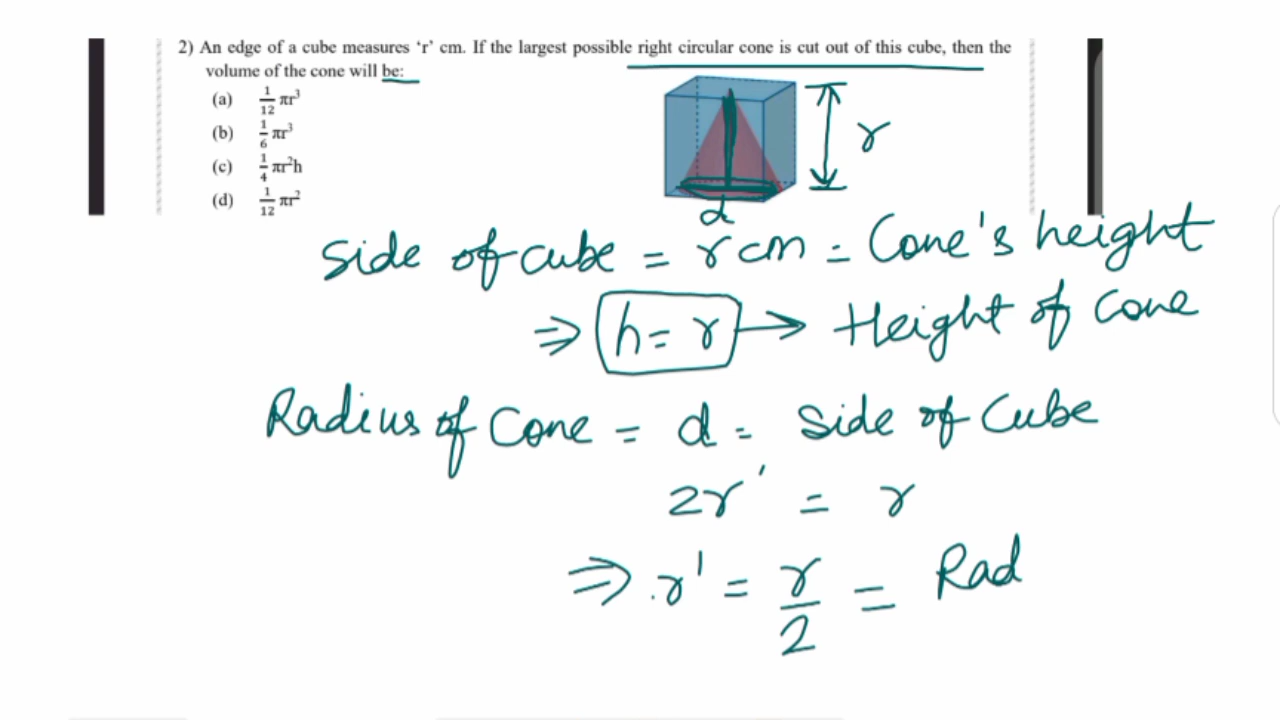 2) An edge of a cube measures ‘r’ cm. If the largest possible right circular cone is cut out of this cube, then the
volume of the cone will be:
(a) 1/12 πr³
(b) 1/6 πr³
(c) 1/4 πr²h
(d) 1/12 πr²
r
d
Side of cube = r cm = Cone's height
⇒ h = r → Height of Cone
Radius of Cone = d = Side of Cube
2r' = r
⇒ r' = r/2 = Rad